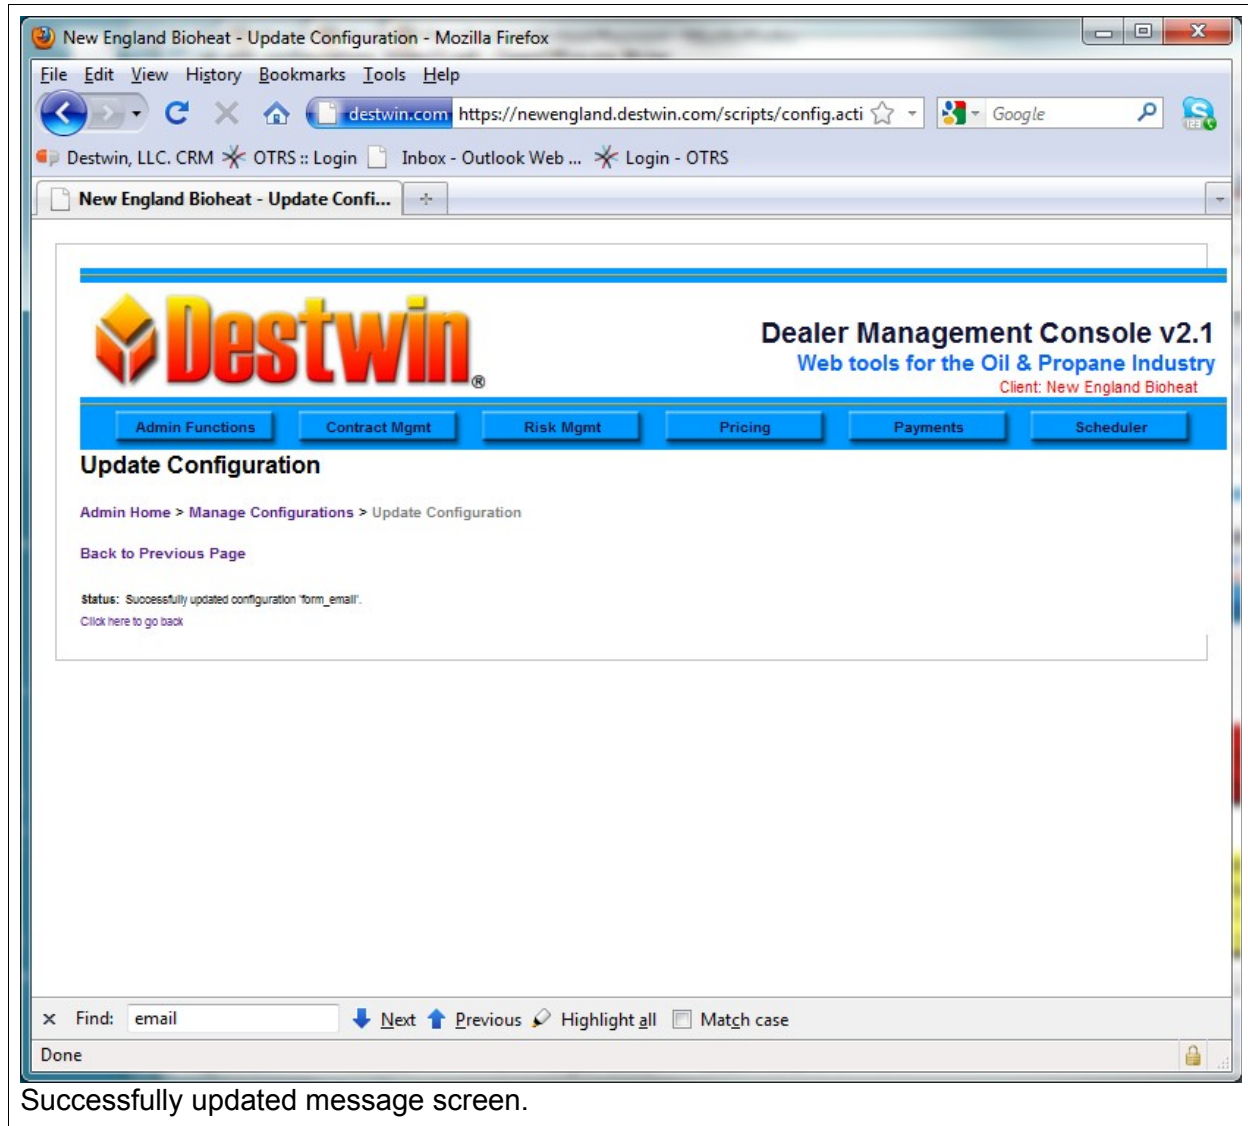 New England Bioheat - Update Configuration - Mozilla Firefox
File Edit View History Bookmarks Tools Help
destwin.com https://newengland.destwin.com/scripts/config.acti Google
Destwin, LLC. CRM OTRS :: Login Inbox - Outlook Web ... Login - OTRS
New England Bioheat - Update Confi...
Destwin®
Dealer Management Console v2.1
Web tools for the Oil & Propane Industry
Client: New England Bioheat
Admin Functions Contract Mgmt Risk Mgmt Pricing Payments Scheduler
Update Configuration
Admin Home > Manage Configurations > Update Configuration
Back to Previous Page
Status: Successfully updated configuration 'form_email'.
Click here to go back
× Find: email Next Previous Highlight all Match case
Done
Successfully updated message screen.